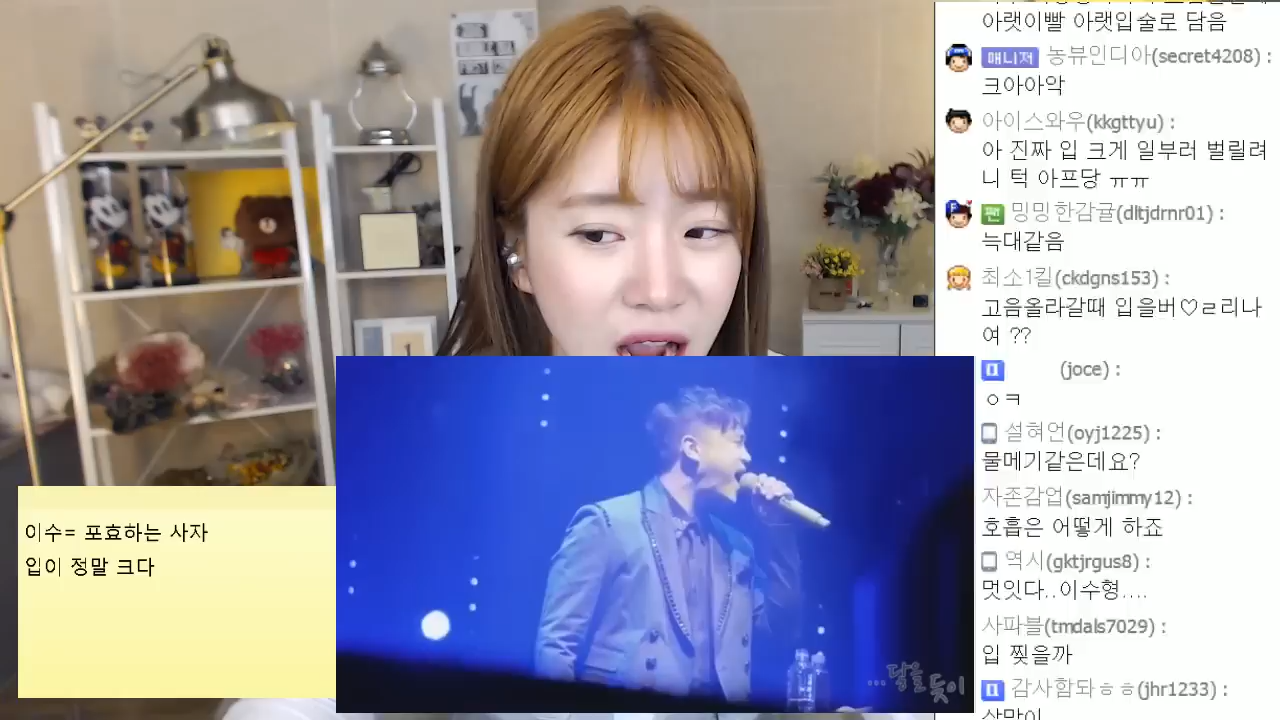 이수= 포효하는 사자
입이 정말 크다
1
...달을 듣이
아랫이빨 아랫입술로 담음
매니저 농뷰인디아(secret4208) :
크아아악
아이스와우(kkgttyu) :
아 진짜 입 크게 일부러 벌릴려
니 턱 아프당 ㅠㅠ
팬 밍밍한감귤(dltjdrnr01) :
늑대같음
최소1킬(ckdgns153) :
고음올라갈때 입을버♡ㄹ리나
여 ??
(joce) :
ㅇㅋ
설혀언(oyj1225) :
물메기같은데요?
자존감업(samjimmy12) :
호흡은 어떻게 하죠
역시(gktjrgus8) :
멋잇다..이수형....
사파블(tmdals7029) :
입 찢을까
감사함돠ㅎㅎ(jhr1233) :